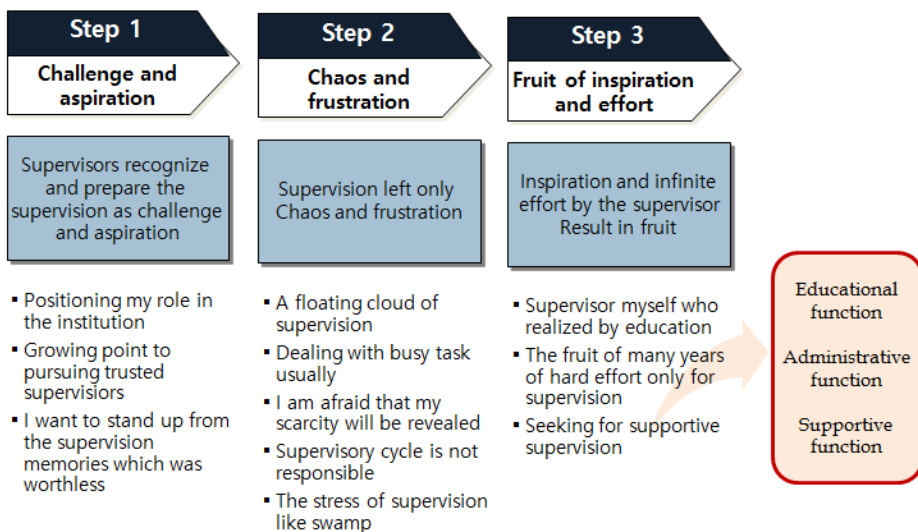 Step 1
Challenge and
aspiration
Supervisors recognize
and prepare the
supervision as challenge
and aspiration
▪ Positioning my role in
the institution
▪ Growing point to
pursuing trusted
supervisiors
▪ I want to stand up from
the supervision
memories which was
worthless
Step 2
Chaos and
frustration
Supervision left only
Chaos and frustration
▪ A floating cloud of
supervision
▪ Dealing with busy task
usually
▪ I am afraid that my
scarcity will be revealed
▪ Supervisory cycle is not
responsible
▪ The stress of supervision
like swamp
Step 3
Fruit of inspiration
and effort
Inspiration and infinite
effort by the supervisor
Result in fruit
▪ Supervisor myself who
realized by education
▪ The fruit of many years
of hard effort only for
supervision
▪ Seeking for supportive
supervision
Educational
function
Administrative
function
Supportive
function